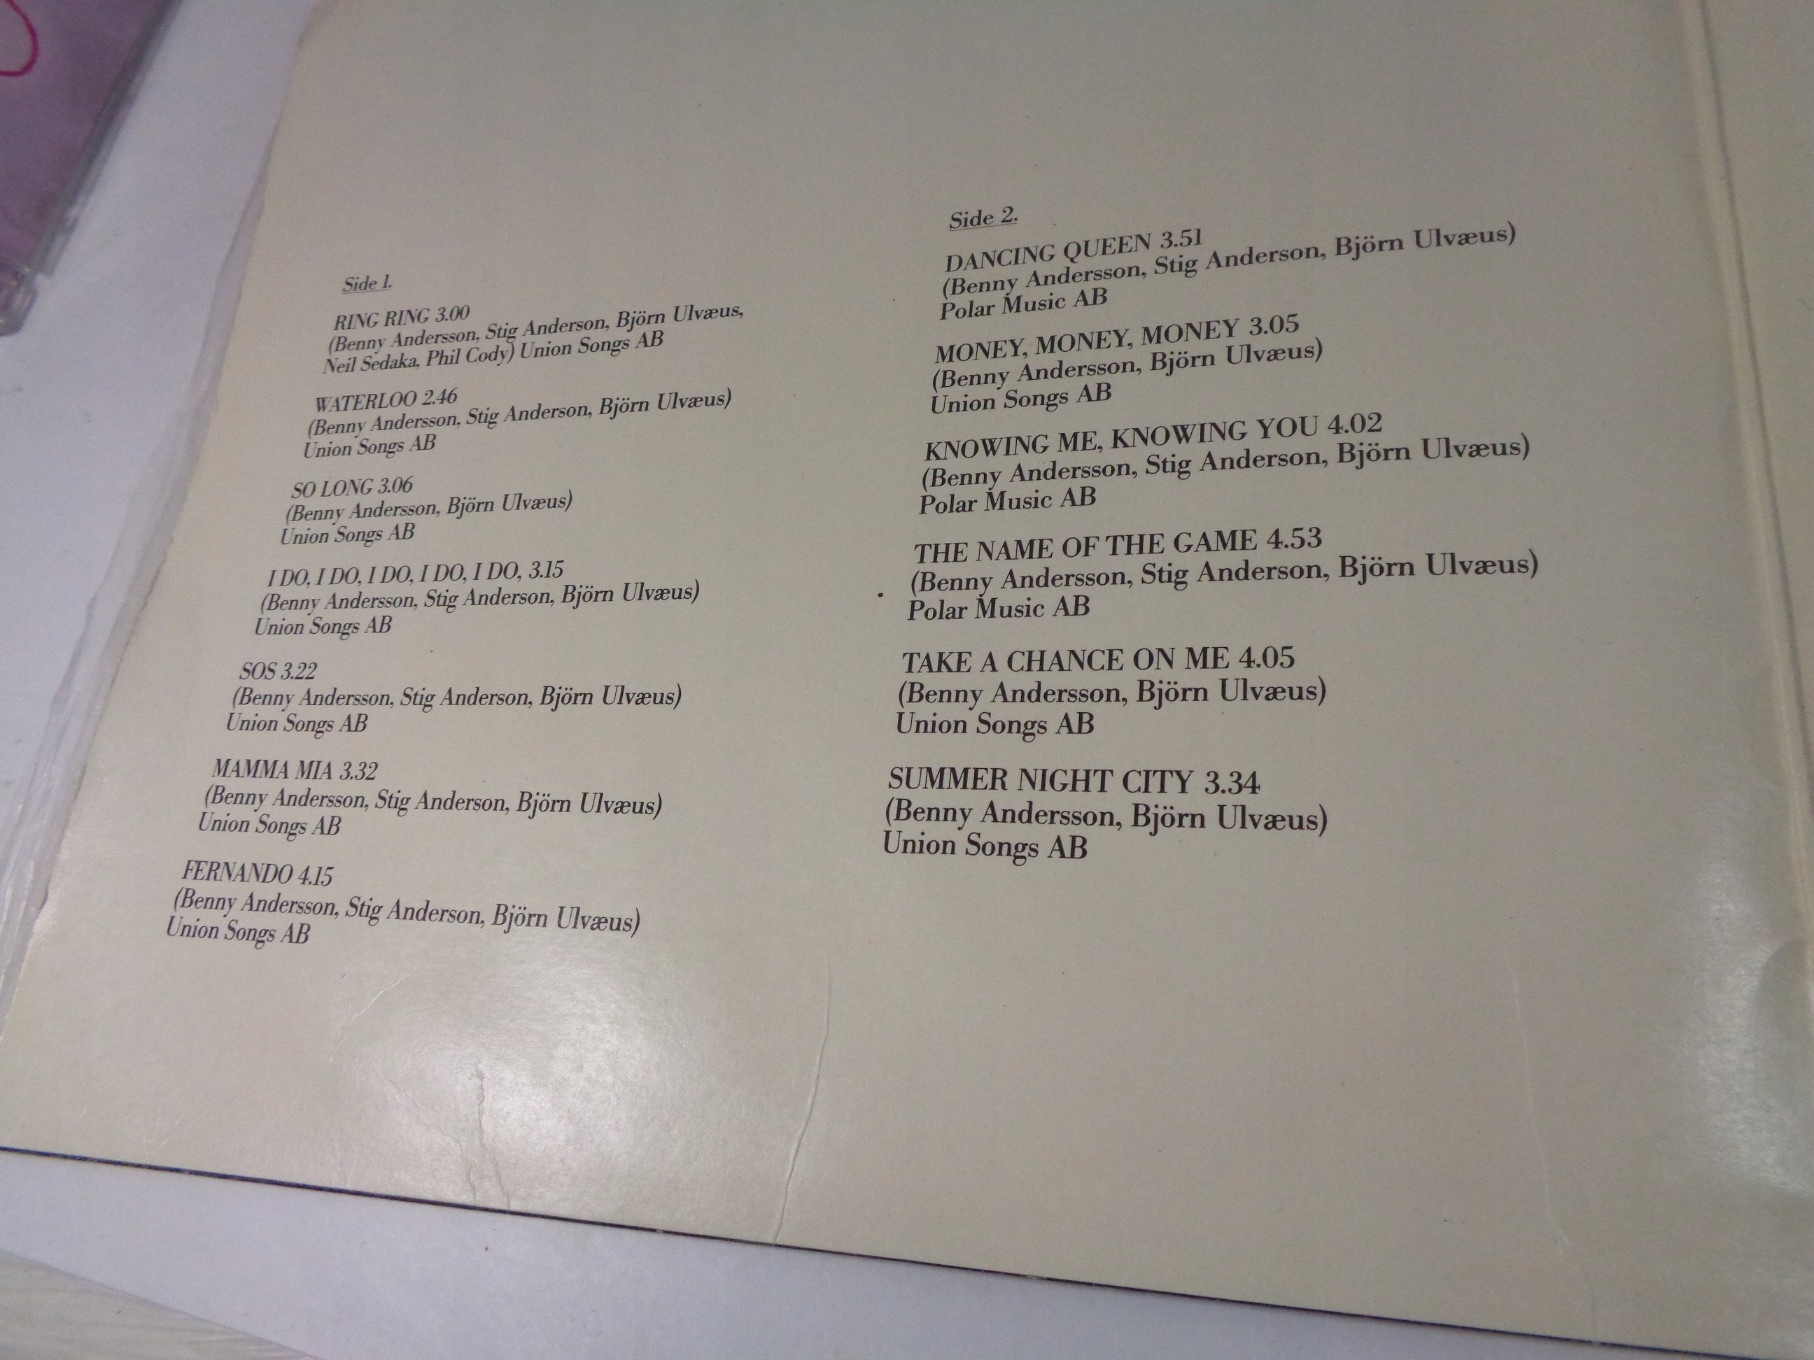 Side 1.
RING RING 3.00
(Benny Andersson, Stig Anderson, Björn Ulvæus,
Neil Sedaka, Phil Cody) Union Songs AB
WATERLOO 2.46
(Benny Andersson, Stig Anderson, Björn Ulvæus)
Union Songs AB
SO LONG 3.06
(Benny Andersson, Björn Ulvæus)
Union Songs AB
I DO, I DO, I DO, I DO, I DO, 3.15
(Benny Andersson, Stig Anderson, Björn Ulvæus)
Union Songs AB
SOS 3.22
(Benny Andersson, Stig Anderson, Björn Ulvæus)
Union Songs AB
MAMMA MIA 3.32
(Benny Andersson, Stig Anderson, Björn Ulvæus)
Union Songs AB
FERNANDO 4.15
(Benny Andersson, Stig Anderson, Björn Ulvæus)
Union Songs AB
Side 2.
DANCING QUEEN 3.51
(Benny Andersson, Stig Anderson, Björn Ulvæus)
Polar Music AB
MONEY, MONEY, MONEY 3.05
(Benny Andersson, Björn Ulvæus)
Union Songs AB
KNOWING ME, KNOWING YOU 4.02
(Benny Andersson, Stig Anderson, Björn Ulvæus)
Polar Music AB
THE NAME OF THE GAME 4.53
(Benny Andersson, Stig Anderson, Björn Ulvæus)
Polar Music AB
TAKE A CHANCE ON ME 4.05
(Benny Andersson, Björn Ulvæus)
Union Songs AB
SUMMER NIGHT CITY 3.34
(Benny Andersson, Björn Ulvæus)
Union Songs AB